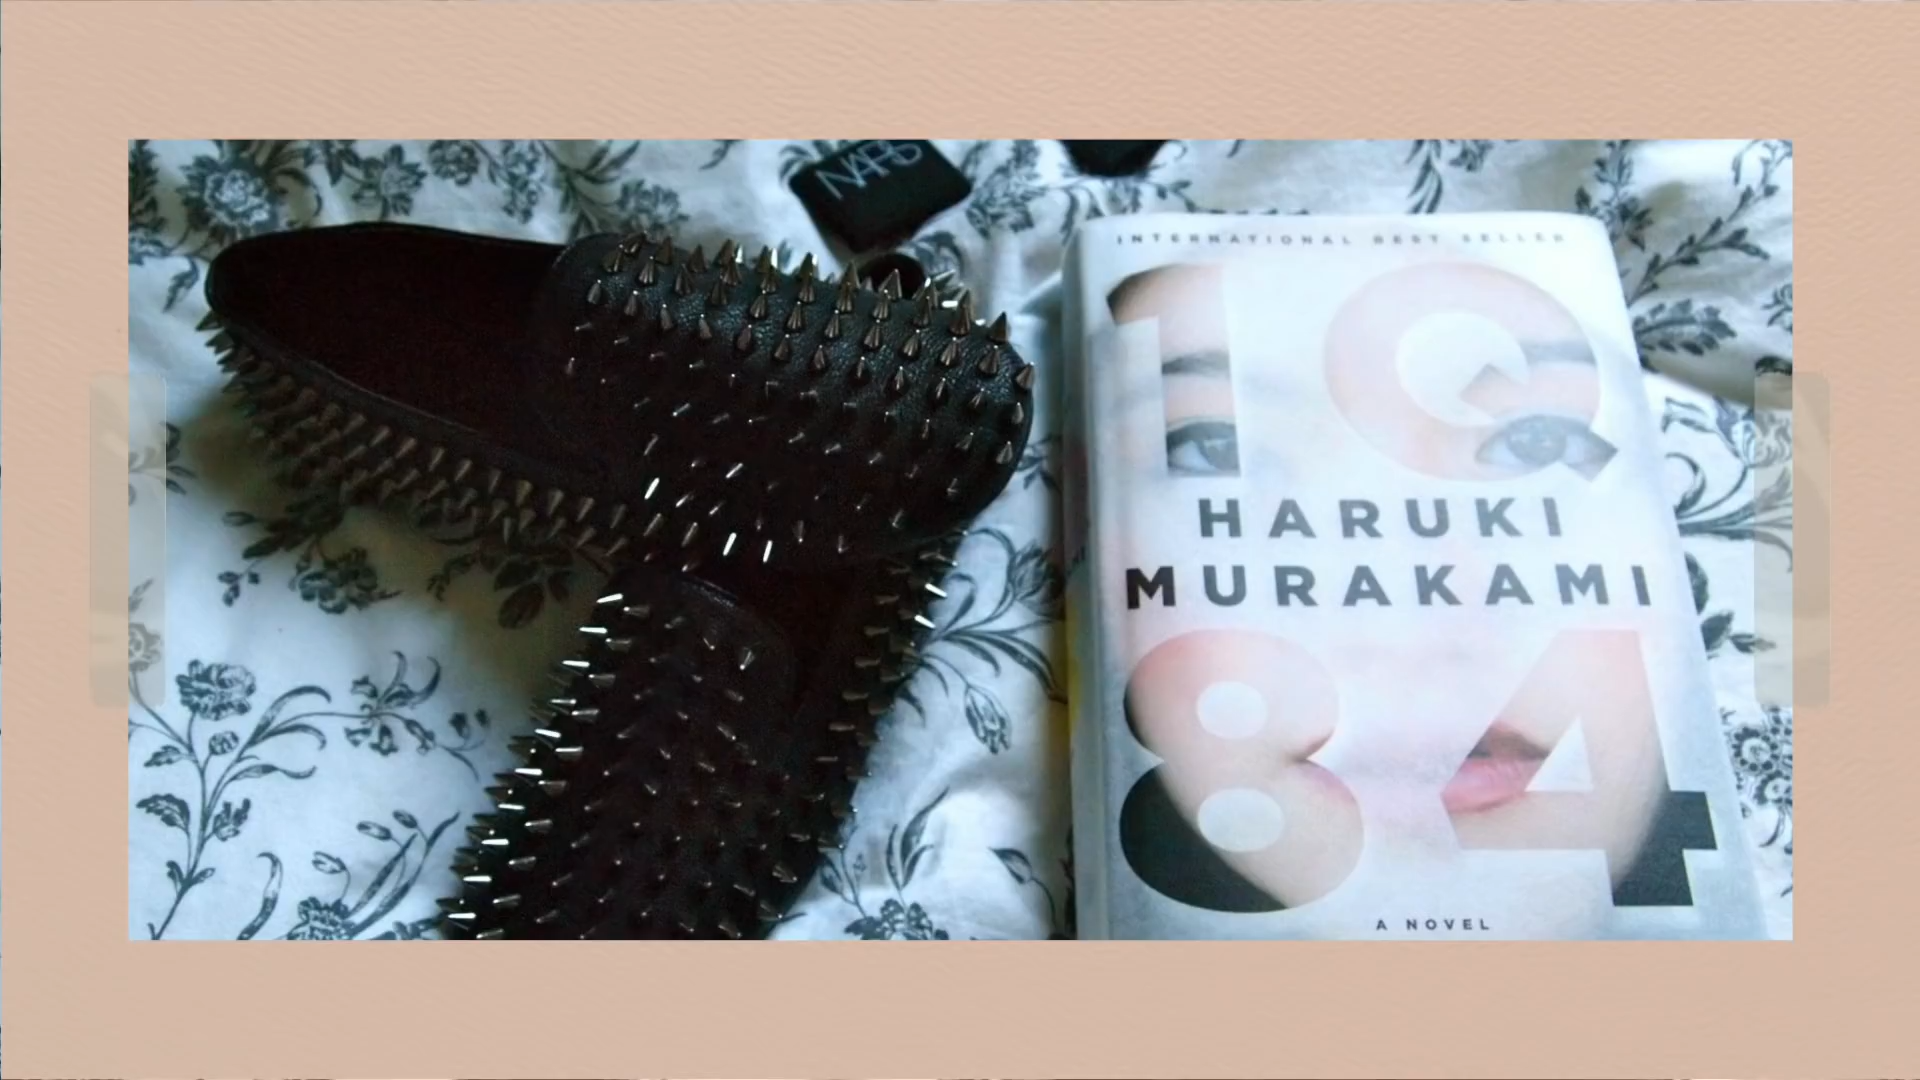 NARS
INTERNATIONAL BEST SELLER
1Q
HARUKI
MURAKAMI
84
A NOVEL